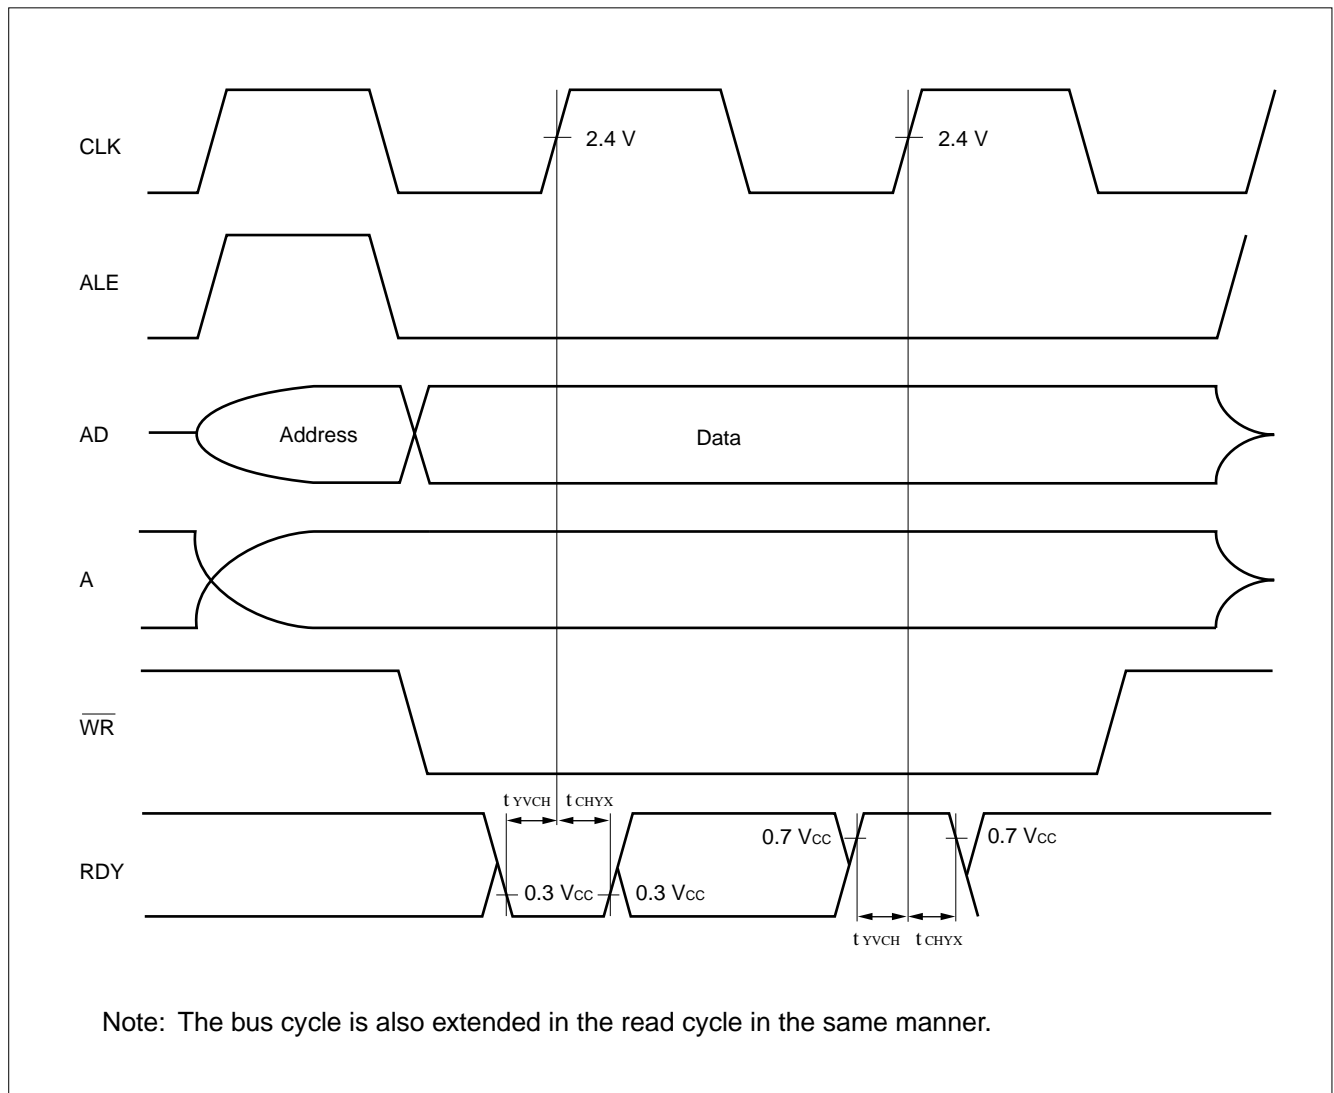 CLK
2.4 V
2.4 V
ALE
AD
Address
Data
A
WR
t YVCH
t CHYX
RDY
0.7 VCC
0.7 VCC
0.3 VCC
0.3 VCC
t YVCH
t CHYX
Note: The bus cycle is also extended in the read cycle in the same manner.